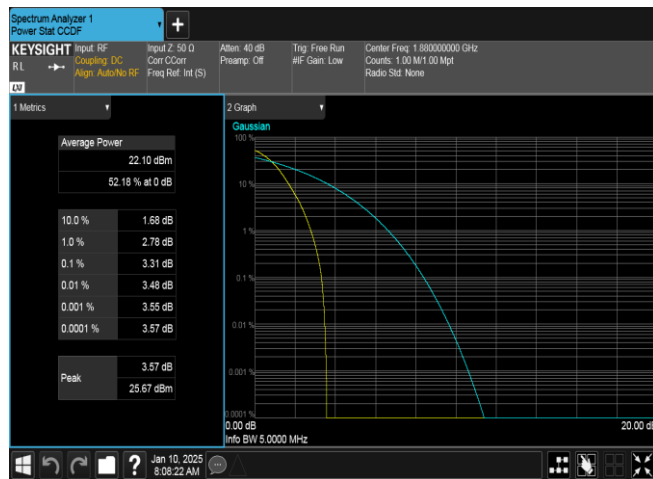 Spectrum Analyzer 1
Power Stat CCDF
+
KEYSIGHT
RL
LXI
Input: RF
Coupling: DC
Align: Auto/No RF
Input Z: 50 Ω
Corr CCorr
Freq Ref: Int (S)
Atten: 40 dB
Preamp: Off
Trig: Free Run
#IF Gain: Low
Center Freq: 1.880000000 GHz
Counts: 1.00 M/1.00 Mpt
Radio Std: None
1 Metrics
Average Power
22.10 dBm
52.18 % at 0 dB
10.0 % 1.68 dB
1.0 % 2.78 dB
0.1 % 3.31 dB
0.01 % 3.48 dB
0.001 % 3.55 dB
0.0001 % 3.57 dB
Peak
3.57 dB
25.67 dBm
2 Graph
Gaussian
100 %
10 %
1 %
0.1 %
0.01 %
0.001 %
0.0001 %
0.00 dB
20.00 dB
Info BW 5.0000 MHz
?
Jan 10, 2025
8:08:22 AM